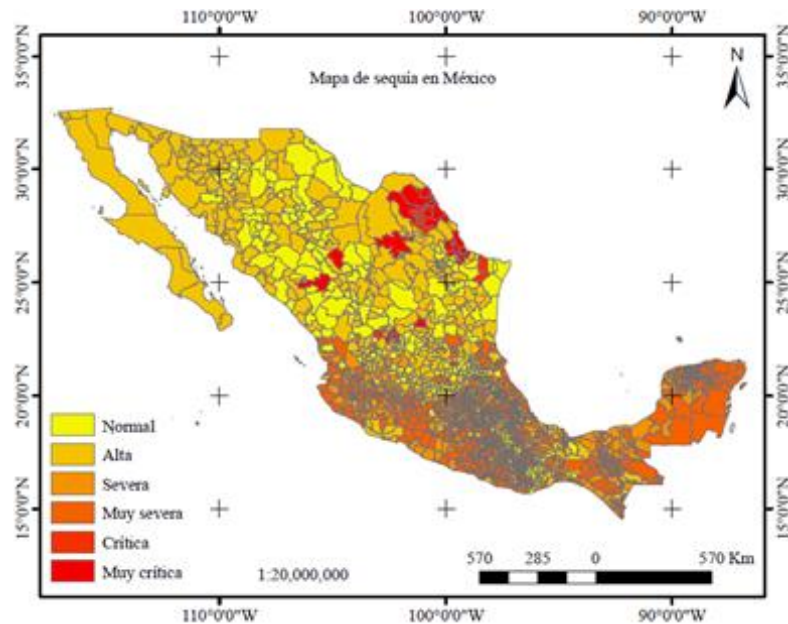 110°0'0"W 100°0'0"W 90°0'0"W
Mapa de sequía en México
N
35°0'0"N
30°0'0"N
25°0'0"N
20°0'0"N
15°0'0"N
35°0'0"N
30°0'0"N
25°0'0"N
20°0'0"N
15°0'0"N
Normal
Alta
Severa
Muy severa
Crítica
Muy crítica
1:20,000,000
570 285 0 570 Km
110°0'0"W 100°0'0"W 90°0'0"W